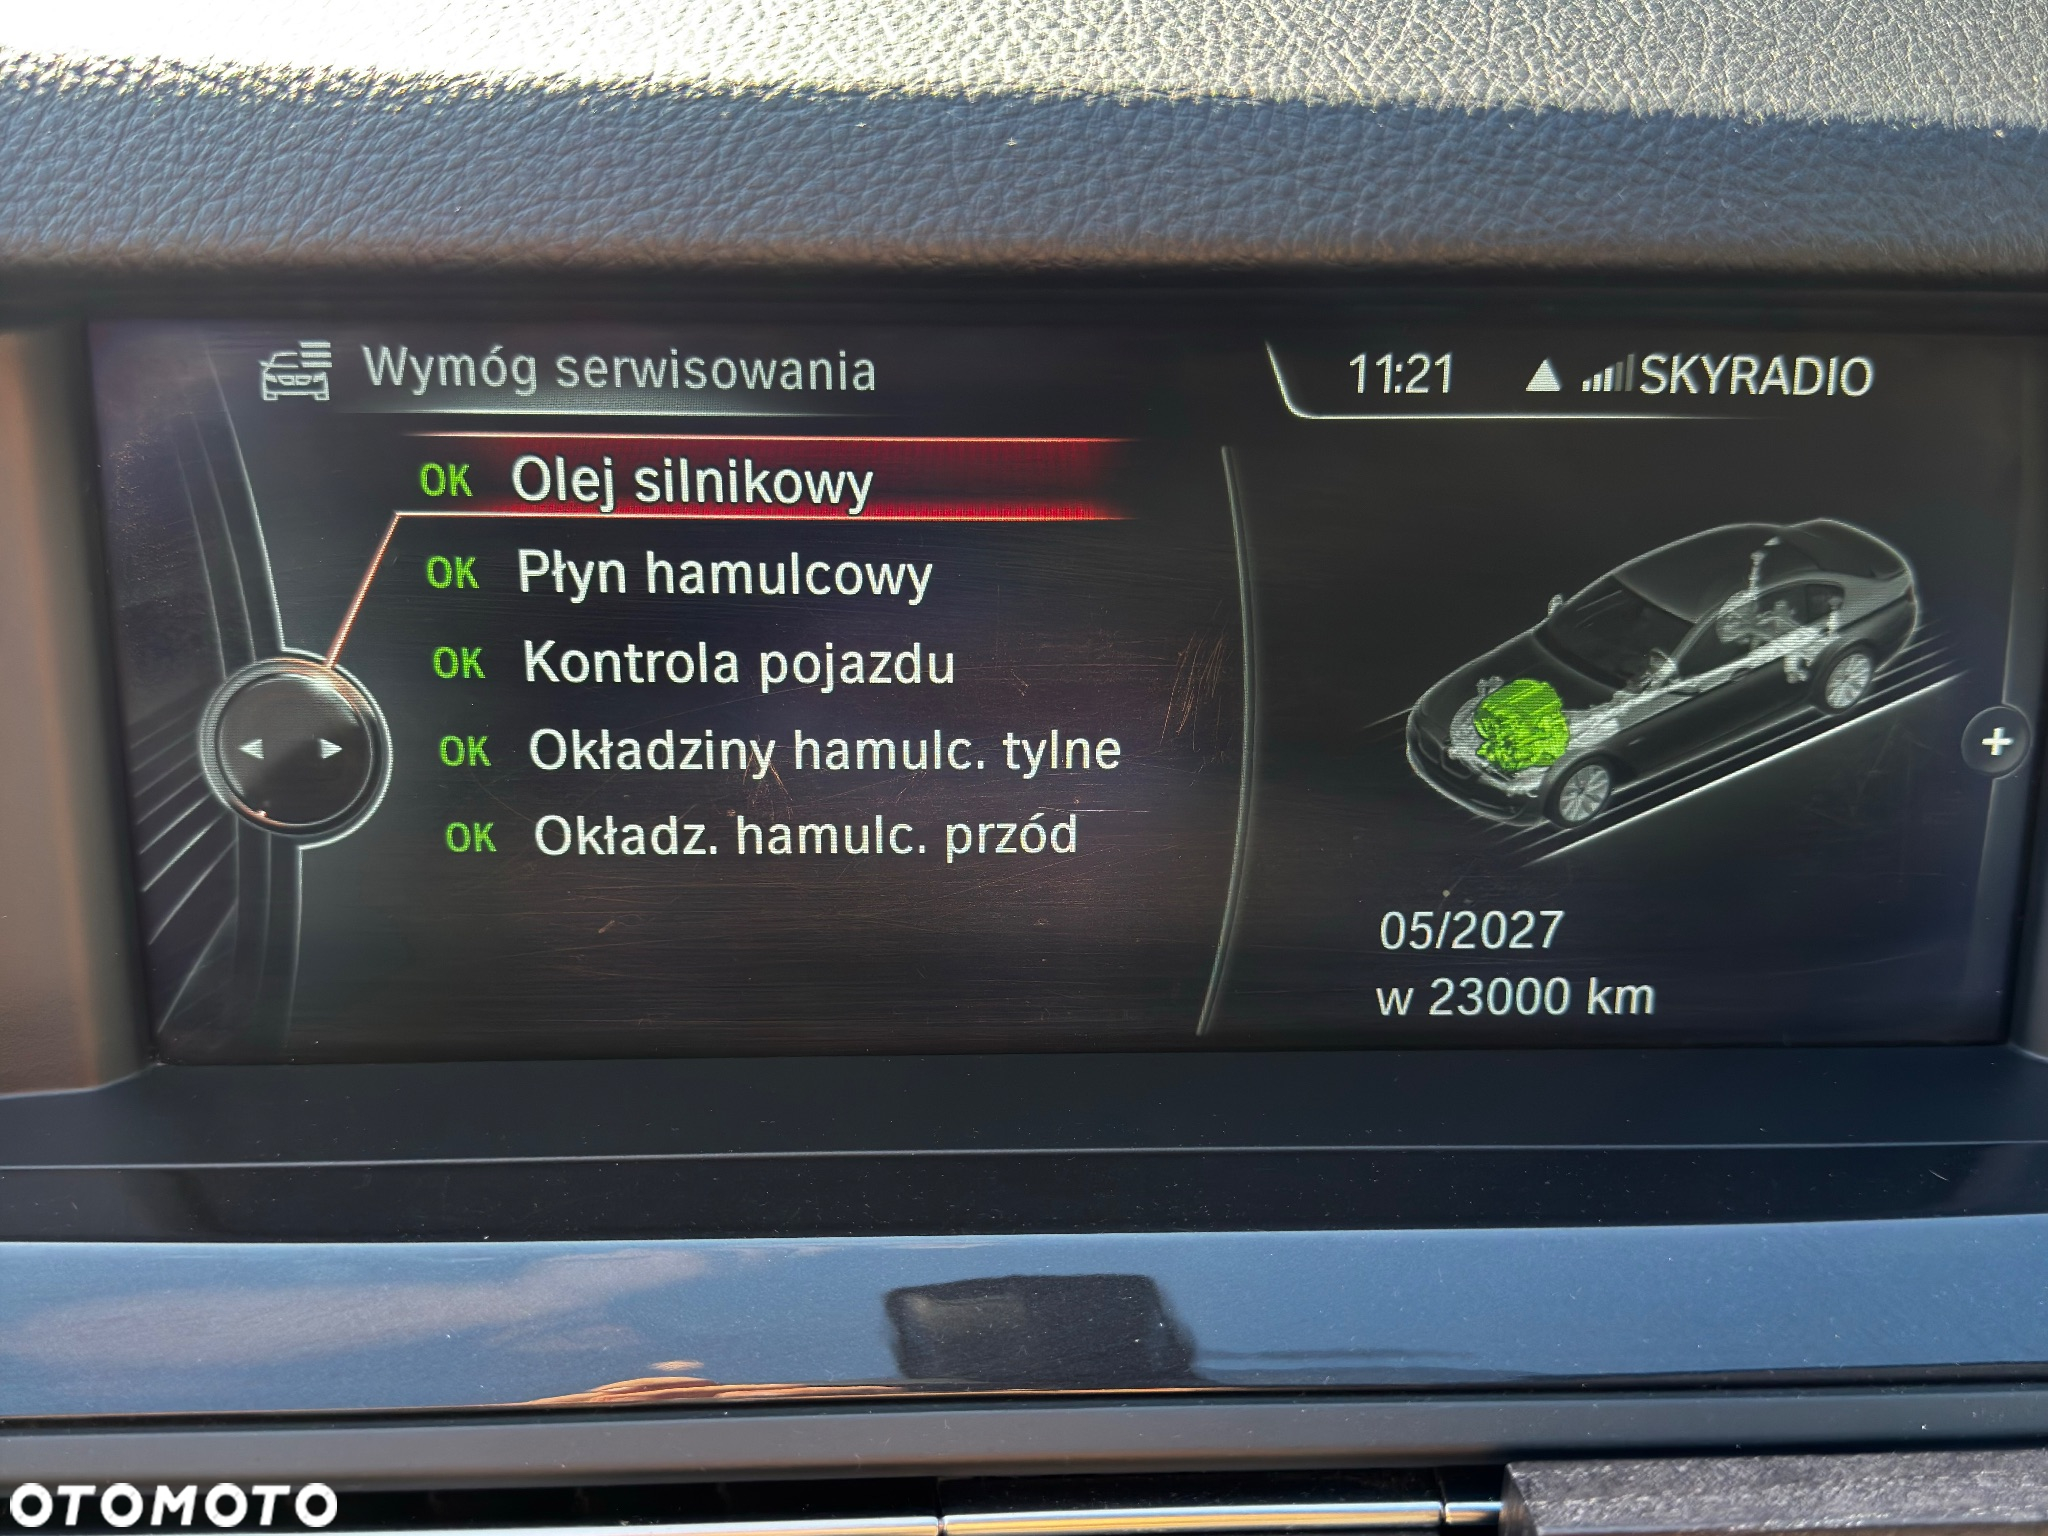 Wymóg serwisowania
11:21 SKYRADIO
OK Olej silnikowy
OK Płyn hamulcowy
OK Kontrola pojazdu
OK Okładziny hamulc. tylne
OK Okładz. hamulc. przód
05/2027
w 23000 km
OTOMOTO